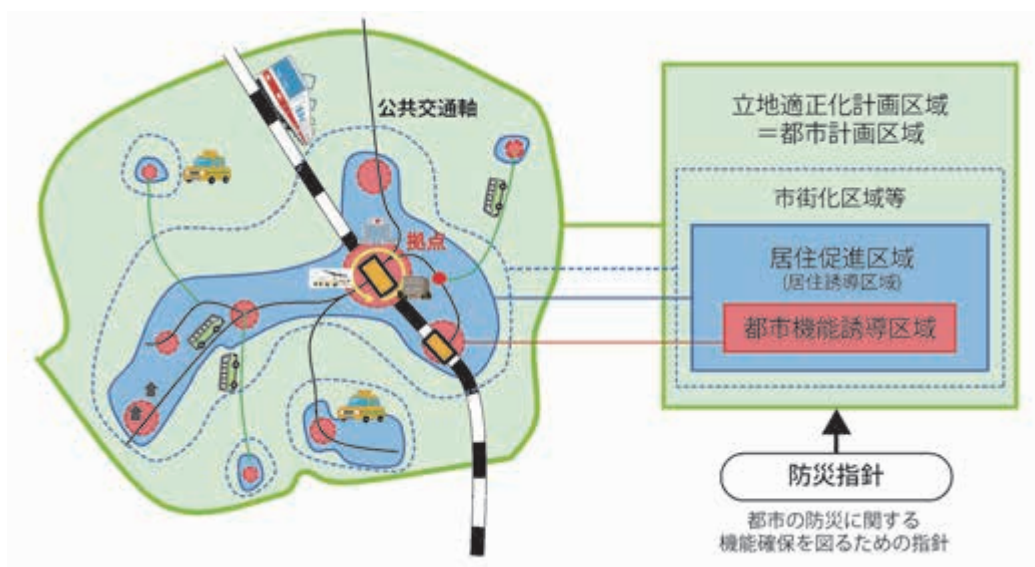 公共交通軸
拠点
立地適正化計画区域
＝都市計画区域
市街化区域等
居住促進区域
(居住誘導区域)
都市機能誘導区域
防災指針
都市の防災に関する
機能確保を図るための指針